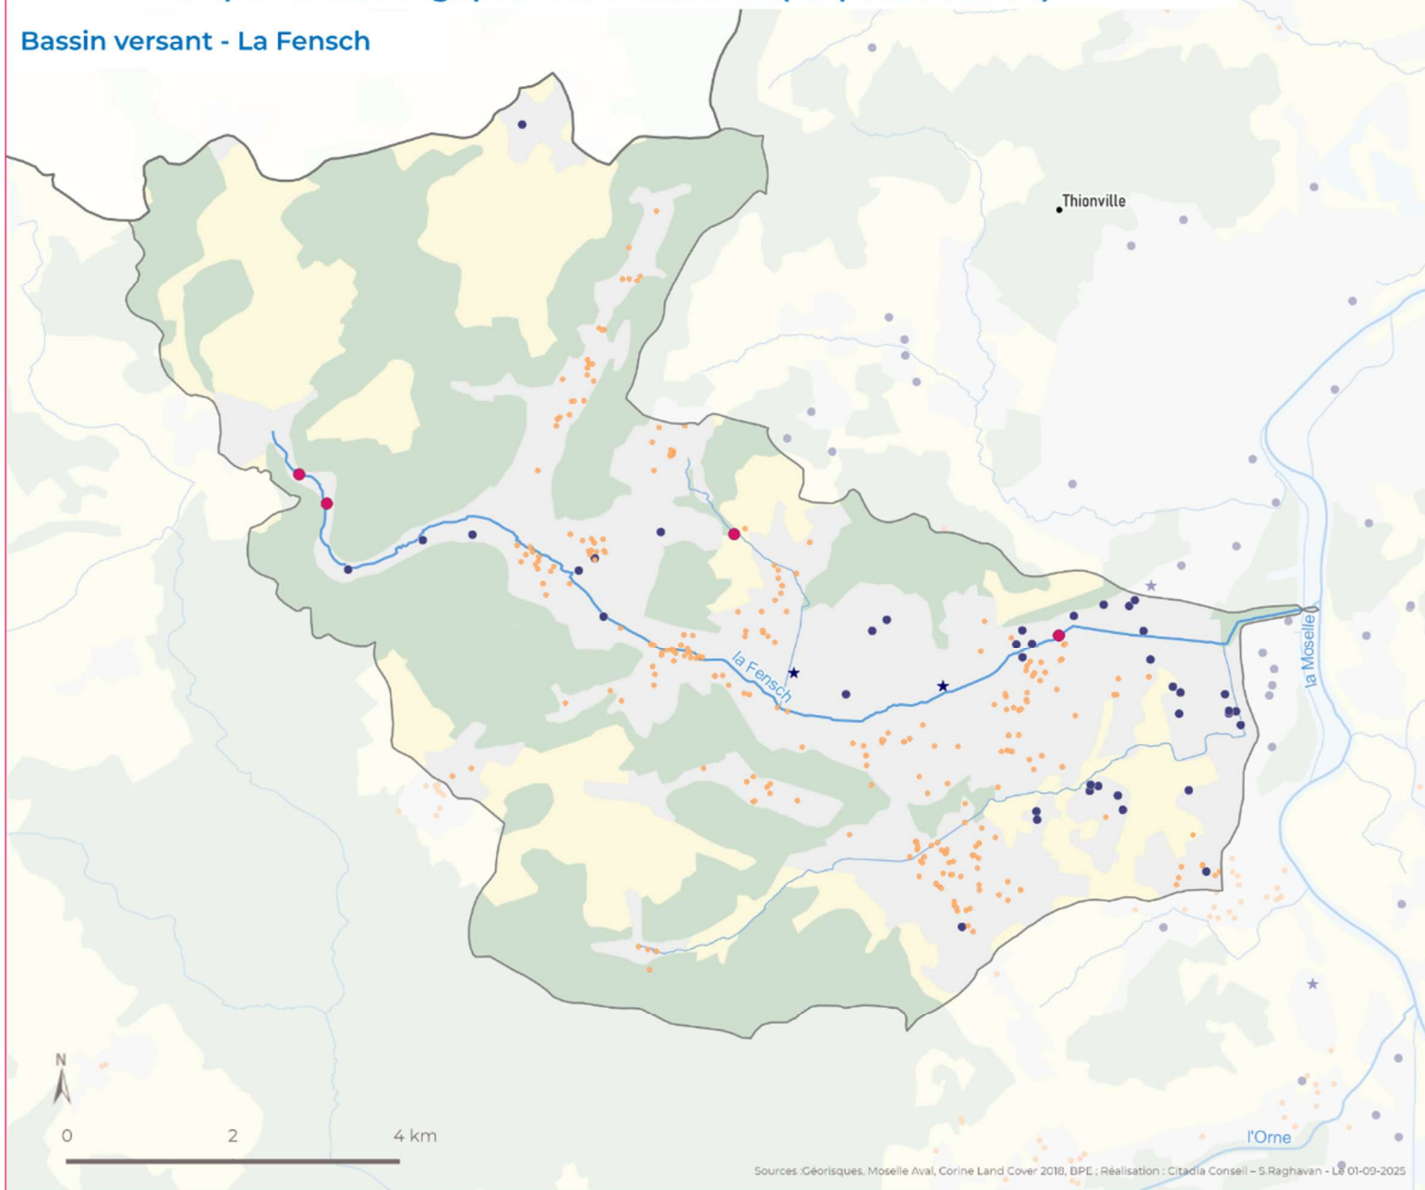 Bassin versant - La Fensch
Thionville
la Fensch
la Moselle
N
0 2 4 km
l'Orne
Sources :Géorisques, Moselle Aval, Corine Land Cover 2018, BPE ; Réalisation : Citadia Conseil – S.Raghavan - Le 01-09-2025